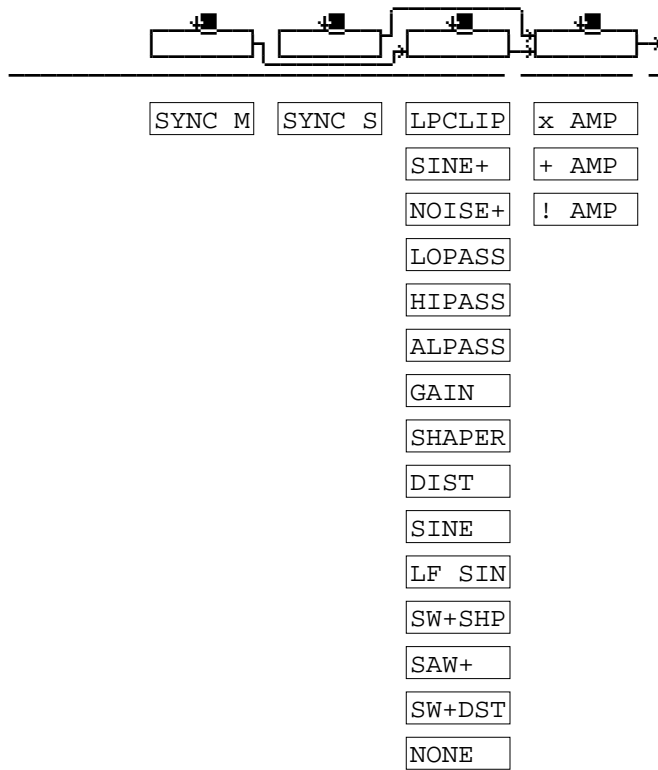 SYNC M SYNC S LPCLIP x AMP
SINE+ + AMP
NOISE+ ! AMP
LOPASS
HIPASS
ALPASS
GAIN
SHAPER
DIST
SINE
LF SIN
SW+SHP
SAW+
SW+DST
NONE